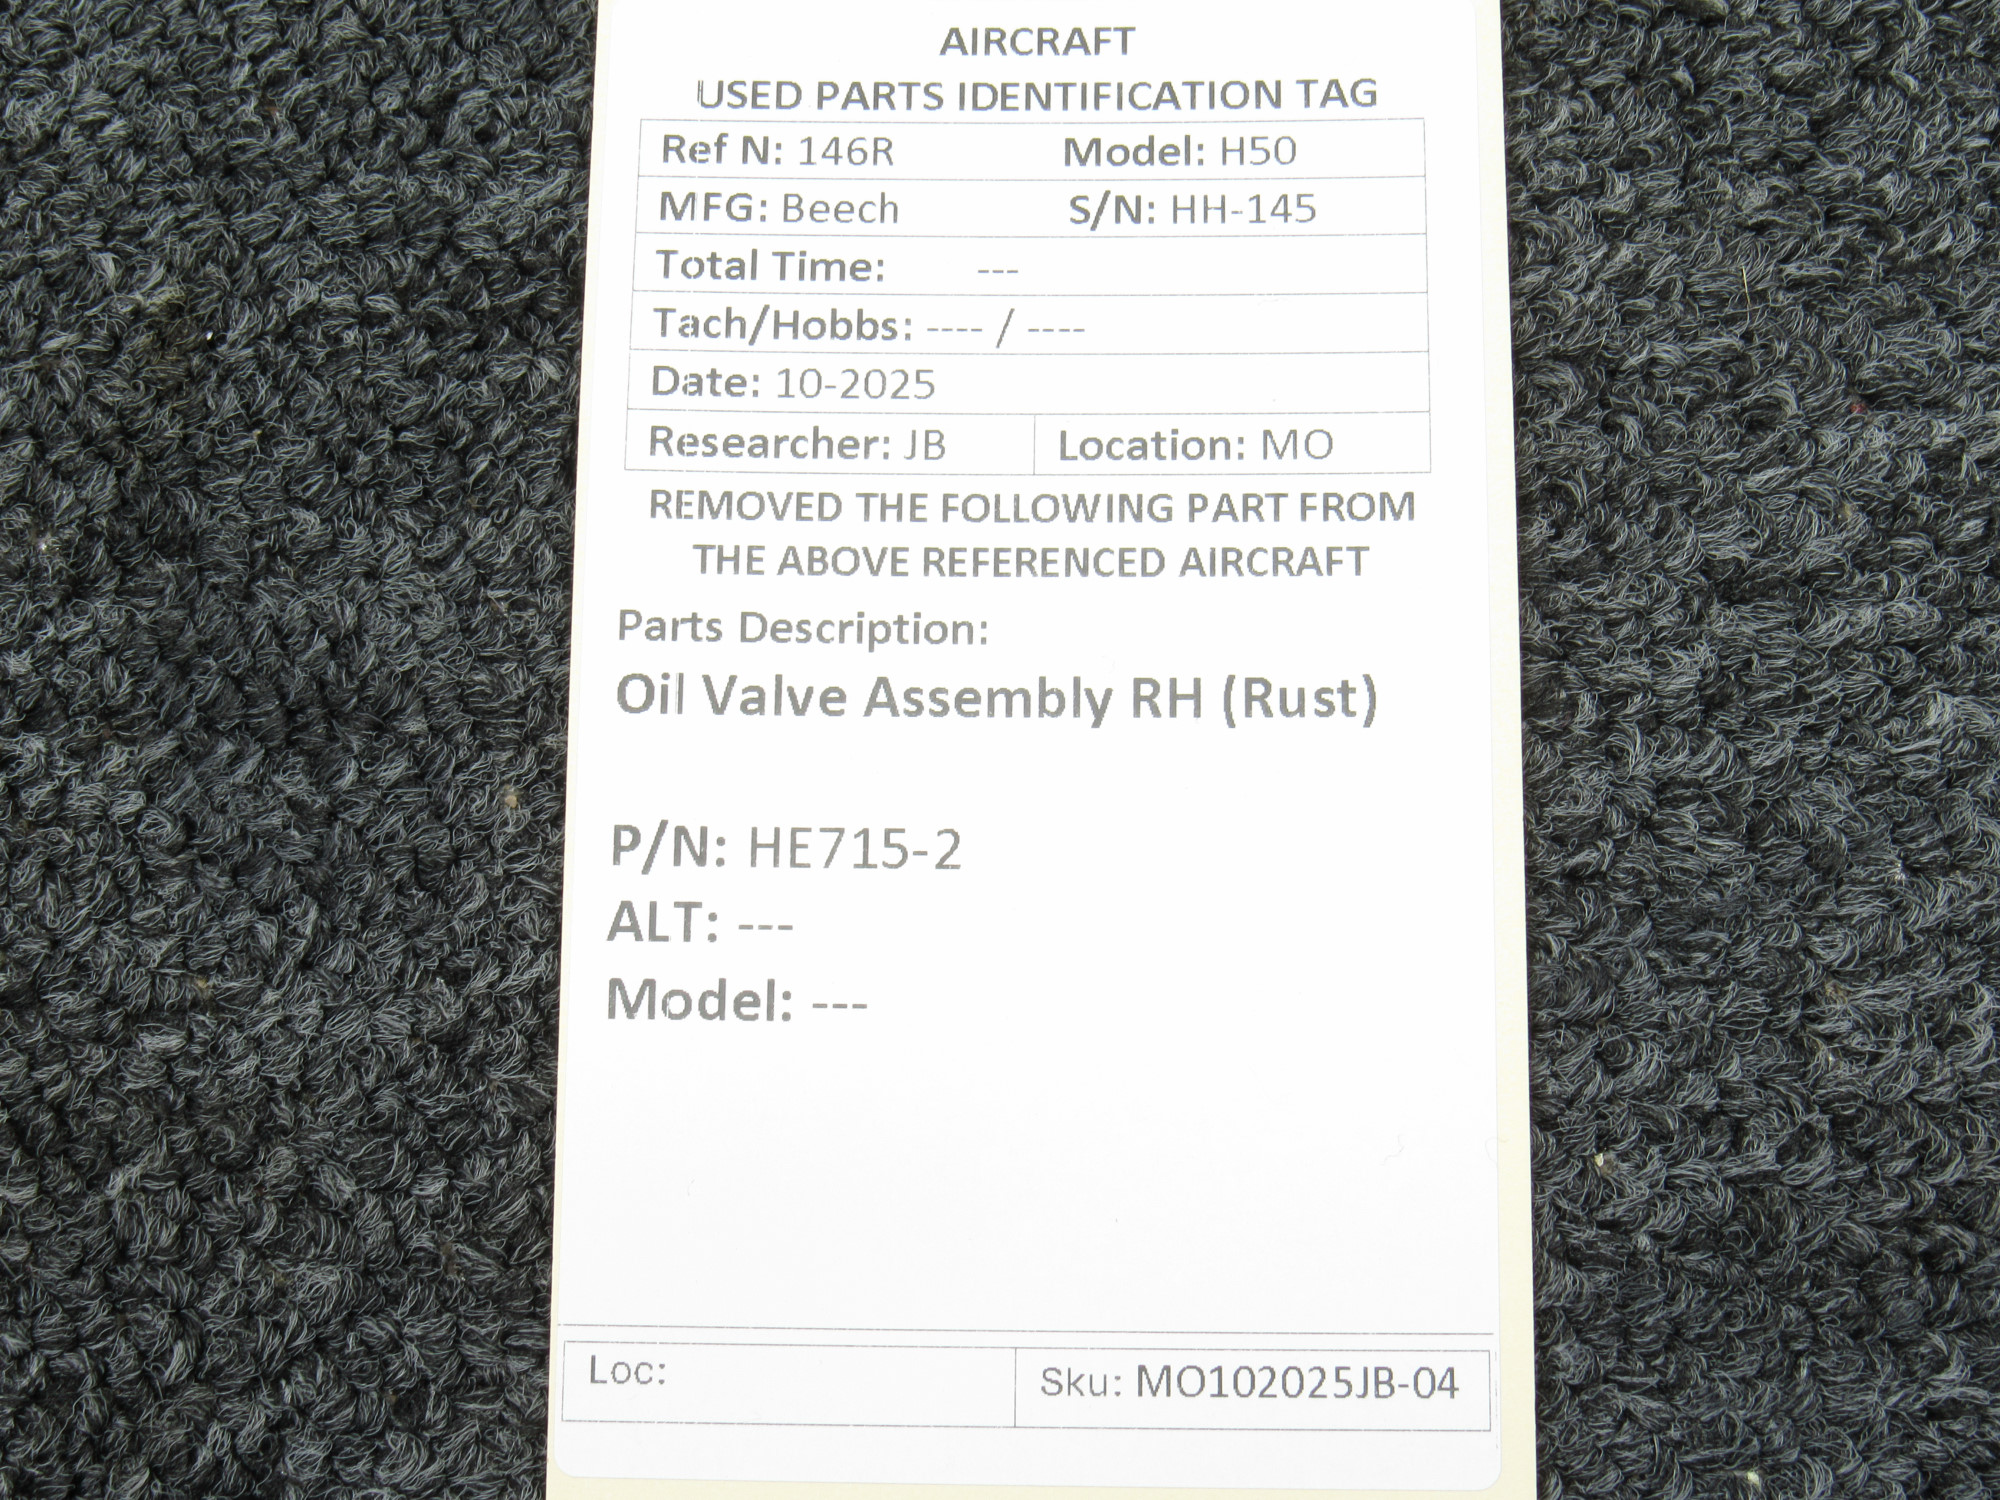 AIRCRAFT
USED PARTS IDENTIFICATION TAG
Ref N: 146R Model: H50
MFG: Beech S/N: HH-145
Total Time: ---
Tach/Hobbs: ---- / ----
Date: 10-2025
Researcher: JB Location: MO
REMOVED THE FOLLOWING PART FROM
THE ABOVE REFERENCED AIRCRAFT
Parts Description:
Oil Valve Assembly RH (Rust)
P/N: HE715-2
ALT: ---
Model: ---
Loc: Sku: MO102025JB-04